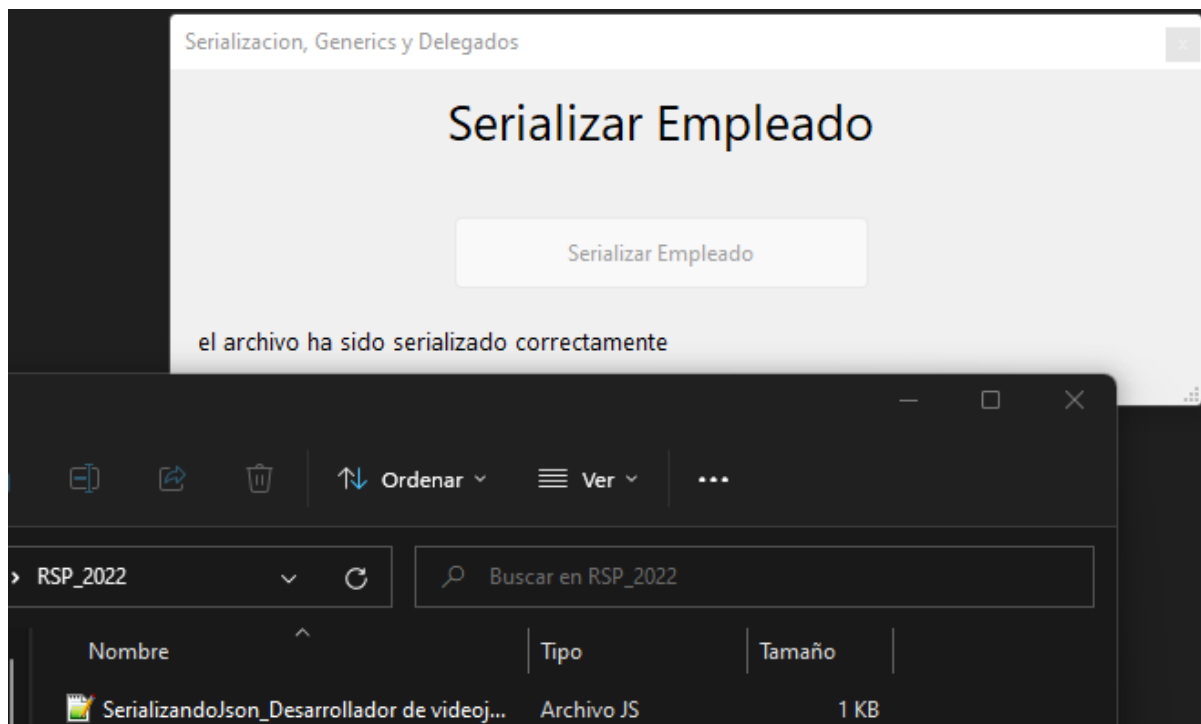 Serializacion, Generics y Delegados
x
Serializar Empleado
Serializar Empleado
el archivo ha sido serializado correctamente
Ordenar
Ver
RSP_2022
Buscar en RSP_2022
Nombre Tipo Tamaño
SerializandoJson_Desarrollador de videoj... Archivo JS 1 KB